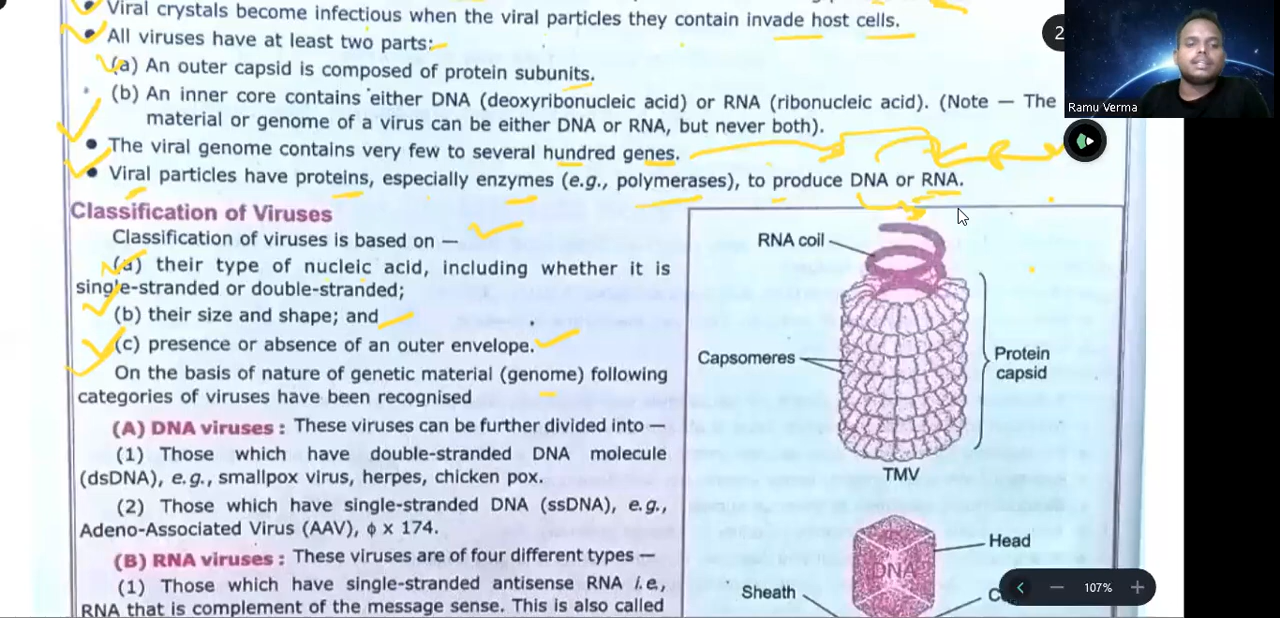 Viral crystals become infectious when the viral particles they contain invade host cells.
• All viruses have at least two parts:
(a) An outer capsid is composed of protein subunits.
(b) An inner core contains either DNA (deoxyribonucleic acid) or RNA (ribonucleic acid). (Note — The
material or genome of a virus can be either DNA or RNA, but never both).
• The viral genome contains very few to several hundred genes.
• Viral particles have proteins, especially enzymes (e.g., polymerases), to produce DNA or RNA.
Classification of Viruses
Classification of viruses is based on —
(a) their type of nucleic acid, including whether it is
single-stranded or double-stranded;
(b) their size and shape; and
(c) presence or absence of an outer envelope.
On the basis of nature of genetic material (genome) following
categories of viruses have been recognised
(A) DNA viruses : These viruses can be further divided into —
(1) Those which have double-stranded DNA molecule
(dsDNA), e.g., smallpox virus, herpes, chicken pox.
(2) Those which have single-stranded DNA (ssDNA), e.g.,
Adeno-Associated Virus (AAV), ϕ x 174.
(B) RNA viruses : These viruses are of four different types —
(1) Those which have single-stranded antisense RNA i.e.,
RNA that is complement of the message sense. This is also called
RNA coil
Capsomeres
Protein
capsid
TMV
Head
DNA
Sheath
2
Ramu Verma
107%